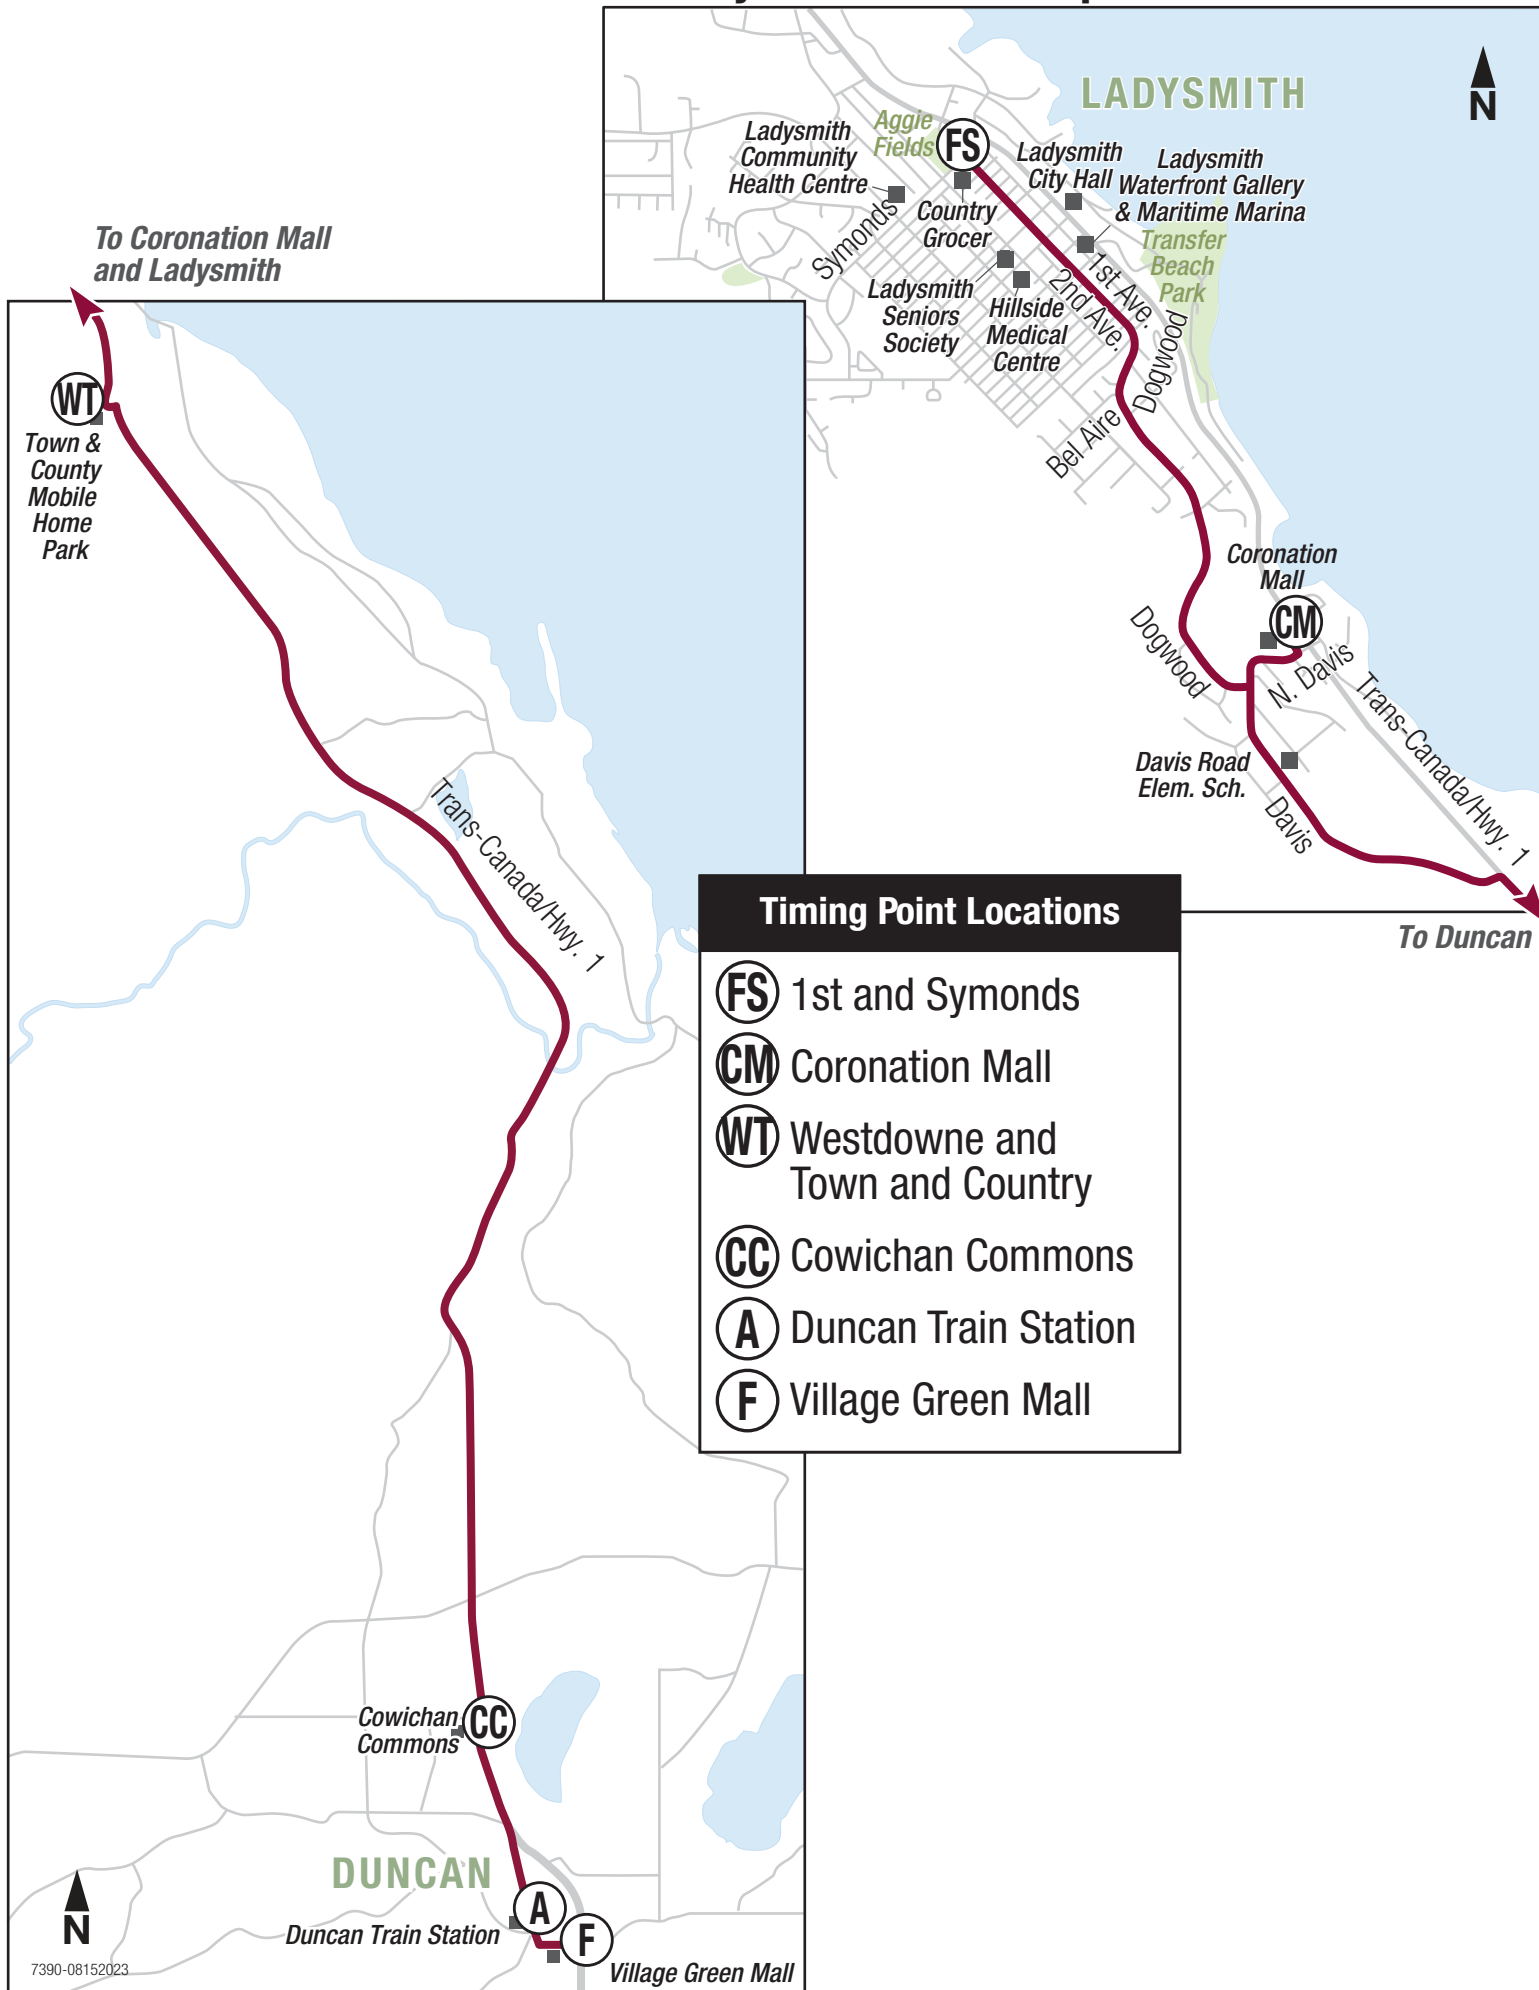 LADYSMITH
N
Aggie
Fields
FS
Ladysmith
Community
Health Centre
Ladysmith
City Hall
Ladysmith
Waterfront Gallery
& Maritime Marina
Country
Grocer
Symonds
Transfer
Beach
Park
1st Ave.
2nd Ave.
Ladysmith
Seniors
Society
Hillside
Medical
Centre
Dogwood
Bel Aire
Coronation
Mall
CM
Dogwood
N. Davis
Trans-Canada/Hwy. 1
Davis Road
Elem. Sch.
Davis
To Duncan
To Coronation Mall
and Ladysmith
WT
Town &
County
Mobile
Home
Park
Trans-Canada/Hwy. 1
Timing Point Locations
FS 1st and Symonds
CM Coronation Mall
WT Westdowne and
Town and Country
CC Cowichan Commons
A Duncan Train Station
F Village Green Mall
Cowichan
Commons
CC
DUNCAN
A
Duncan Train Station
F
Village Green Mall
N
7390-08152023